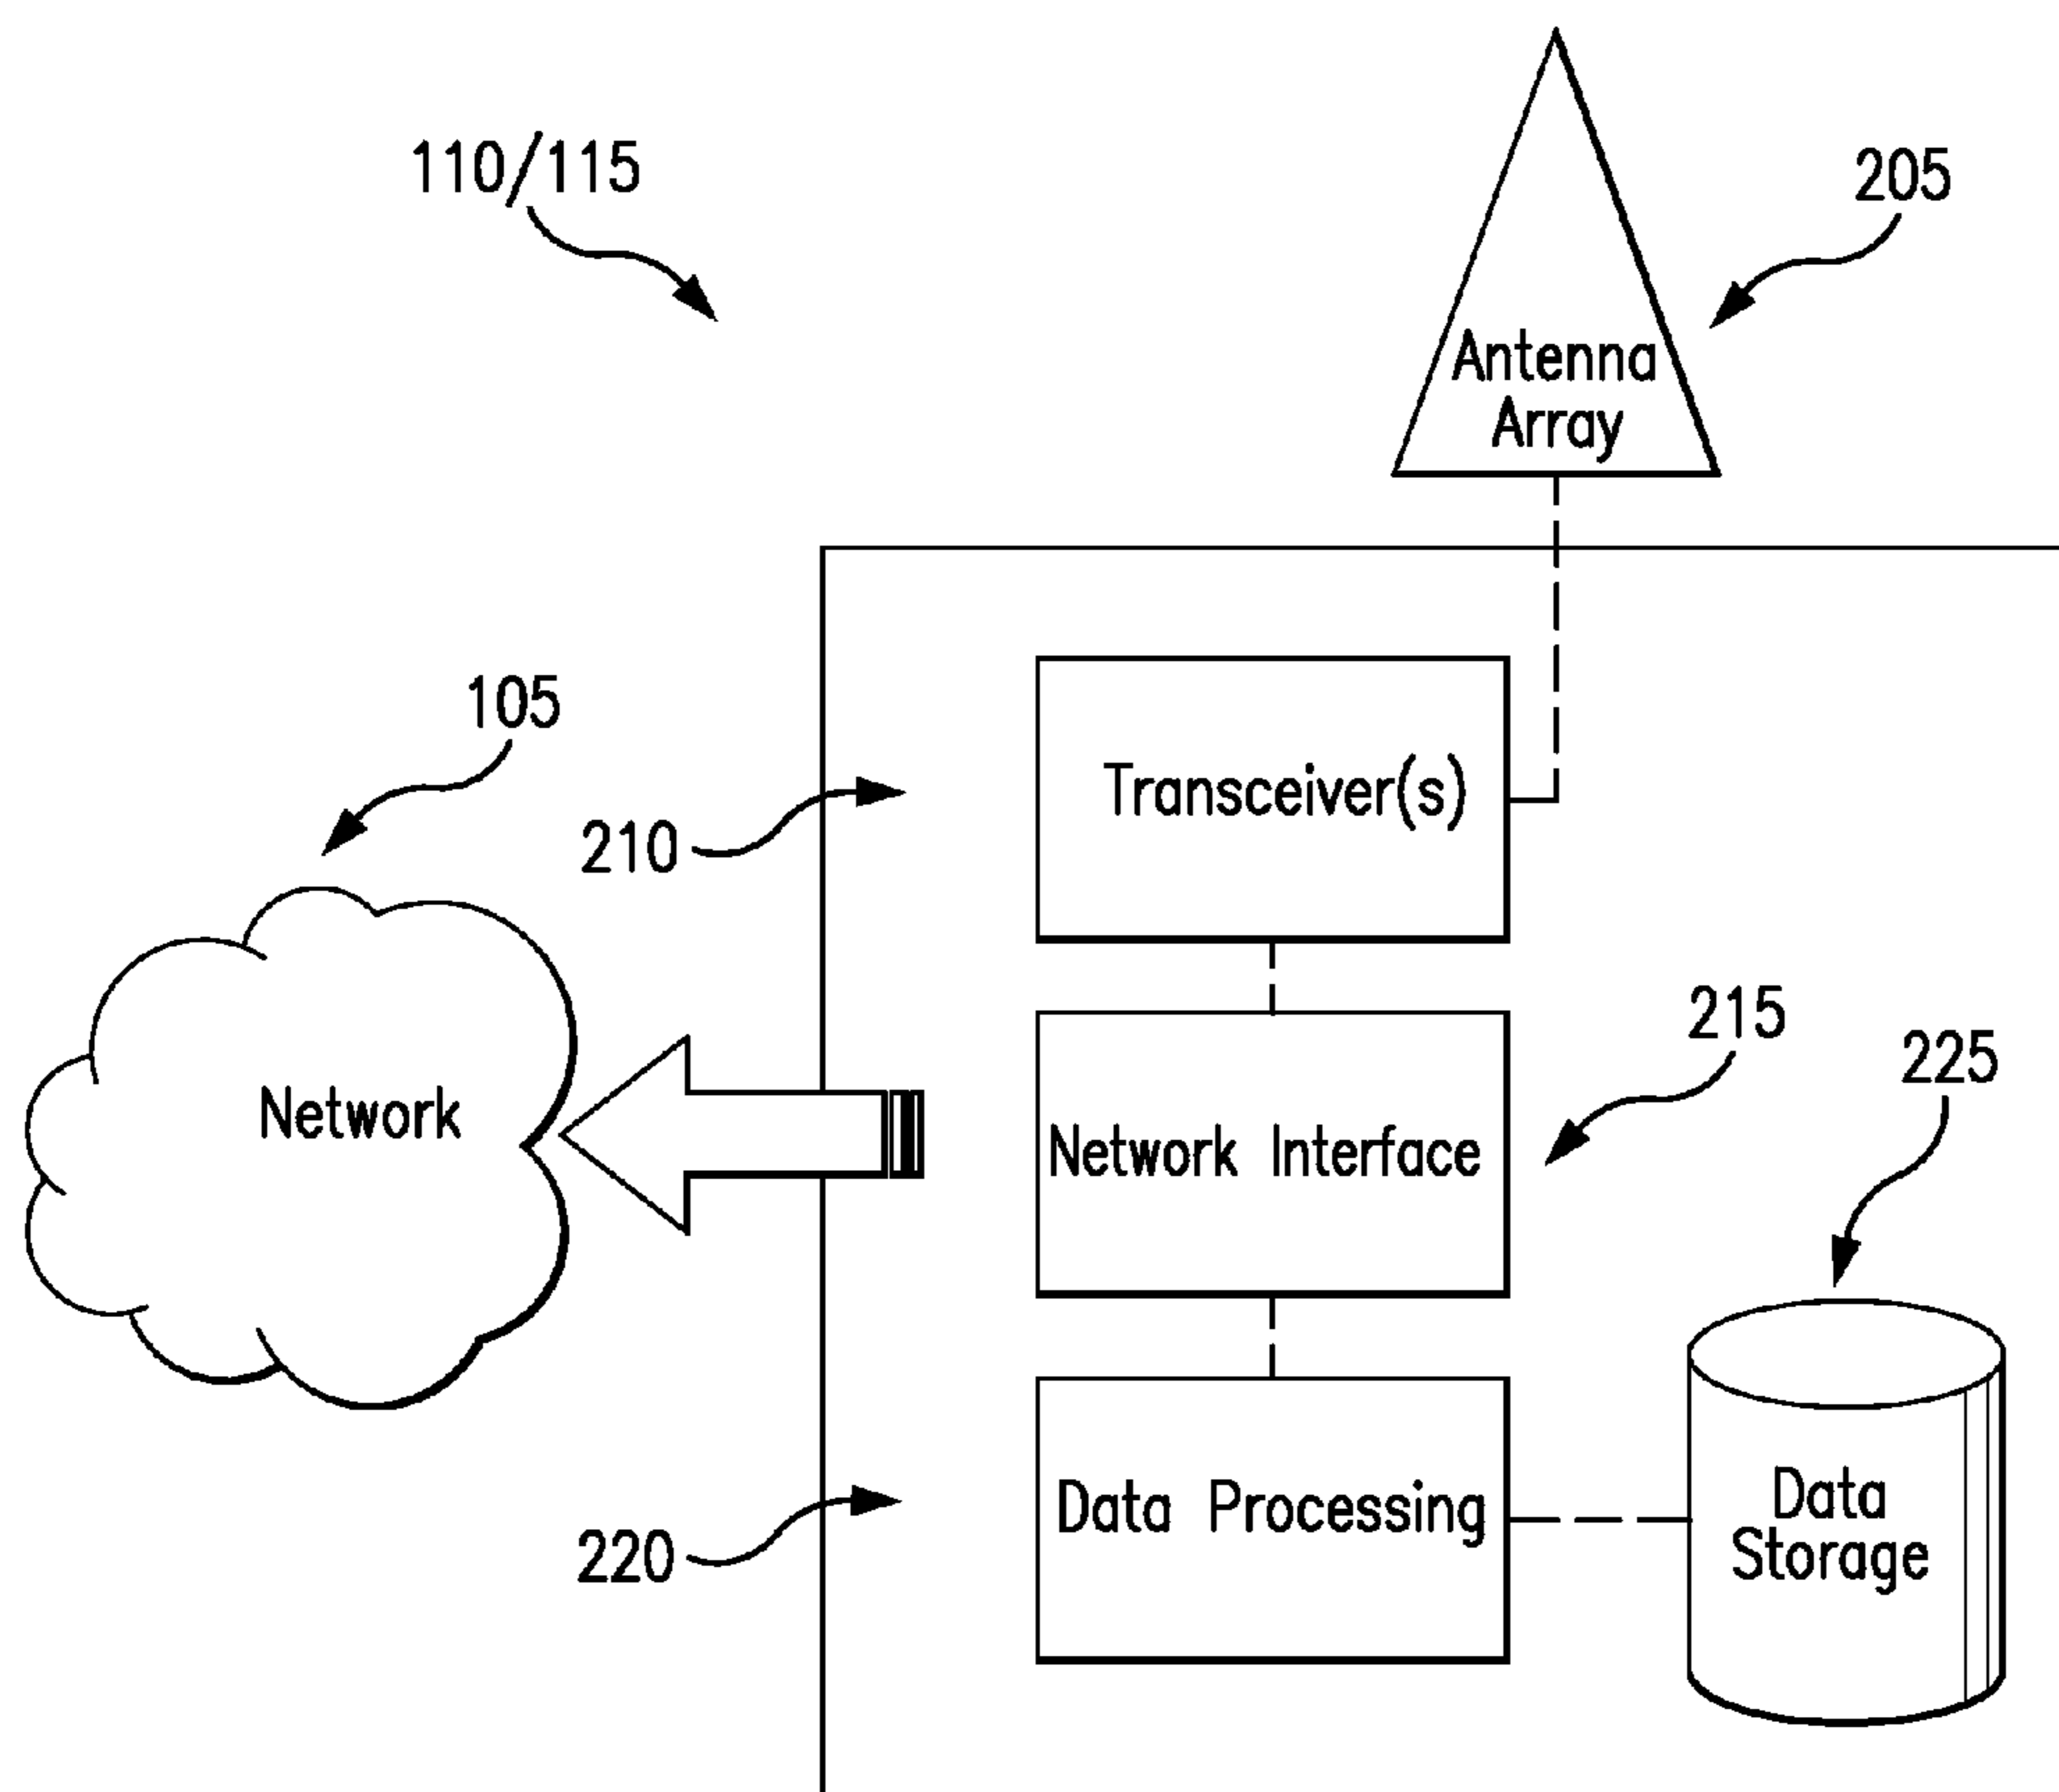 110/115
205
Antenna
Array
105
210
Transceiver(s)
215
225
Network
Network Interface
220
Data Processing
Data
Storage